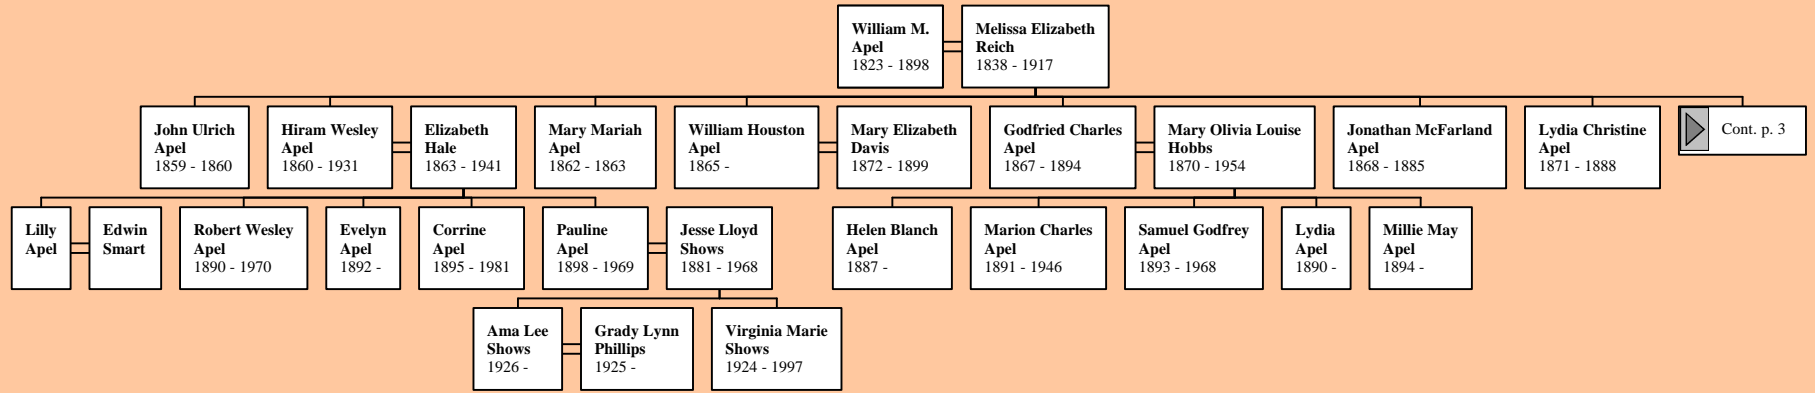 William M.
Apel
1823 - 1898
Melissa Elizabeth
Reich
1838 - 1917
John Ulrich
Apel
1859 - 1860
Hiram Wesley
Apel
1860 - 1931
Elizabeth
Hale
1863 - 1941
Mary Mariah
Apel
1862 - 1863
William Houston
Apel
1865 -
Mary Elizabeth
Davis
1872 - 1899
Godfried Charles
Apel
1867 - 1894
Mary Olivia Louise
Hobbs
1870 - 1954
Jonathan McFarland
Apel
1868 - 1885
Lydia Christine
Apel
1871 - 1888
Cont. p. 3
Lilly
Apel
Edwin
Smart
Robert Wesley
Apel
1890 - 1970
Evelyn
Apel
1892 -
Corrine
Apel
1895 - 1981
Pauline
Apel
1898 - 1969
Jesse Lloyd
Shows
1881 - 1968
Helen Blanch
Apel
1887 -
Marion Charles
Apel
1891 - 1946
Samuel Godfrey
Apel
1893 - 1968
Lydia
Apel
1890 -
Millie May
Apel
1894 -
Ama Lee
Shows
1926 -
Grady Lynn
Phillips
1925 -
Virginia Marie
Shows
1924 - 1997